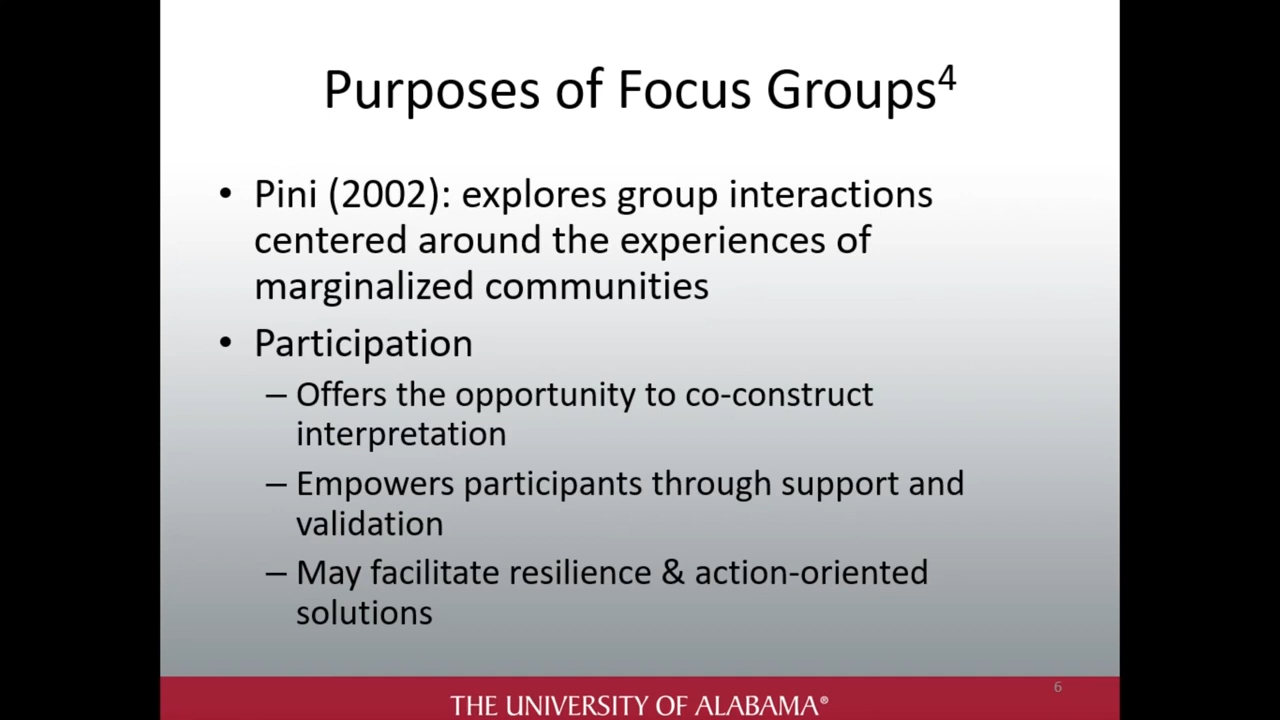 Purposes of Focus Groups⁴
• Pini (2002): explores group interactions
centered around the experiences of
marginalized communities
• Participation
– Offers the opportunity to co-construct
interpretation
– Empowers participants through support and
validation
– May facilitate resilience & action-oriented
solutions
6
THE UNIVERSITY OF ALABAMA®